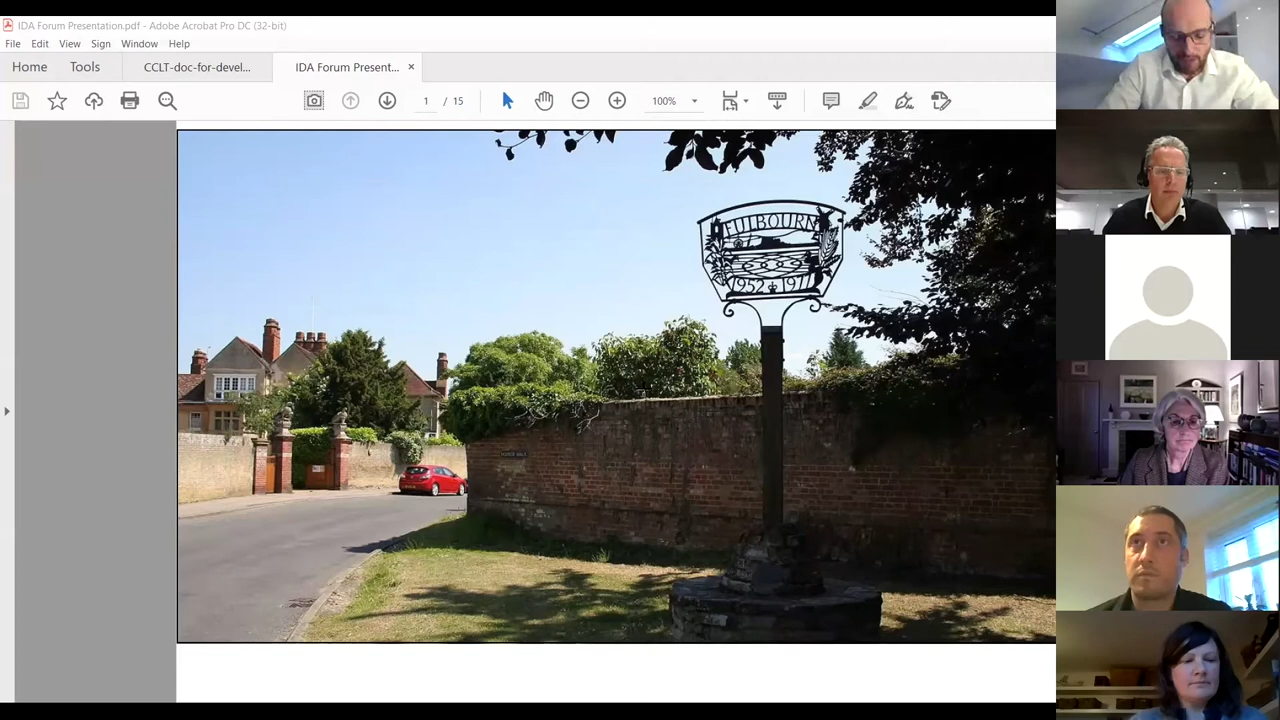 IDA Forum Presentation.pdf - Adobe Acrobat Pro DC (32-bit)
File Edit View Sign Window Help
Home Tools CCLT-doc-for-devel... IDA Forum Present... ×
1 / 15 100%
FULBOURN
1952 1977